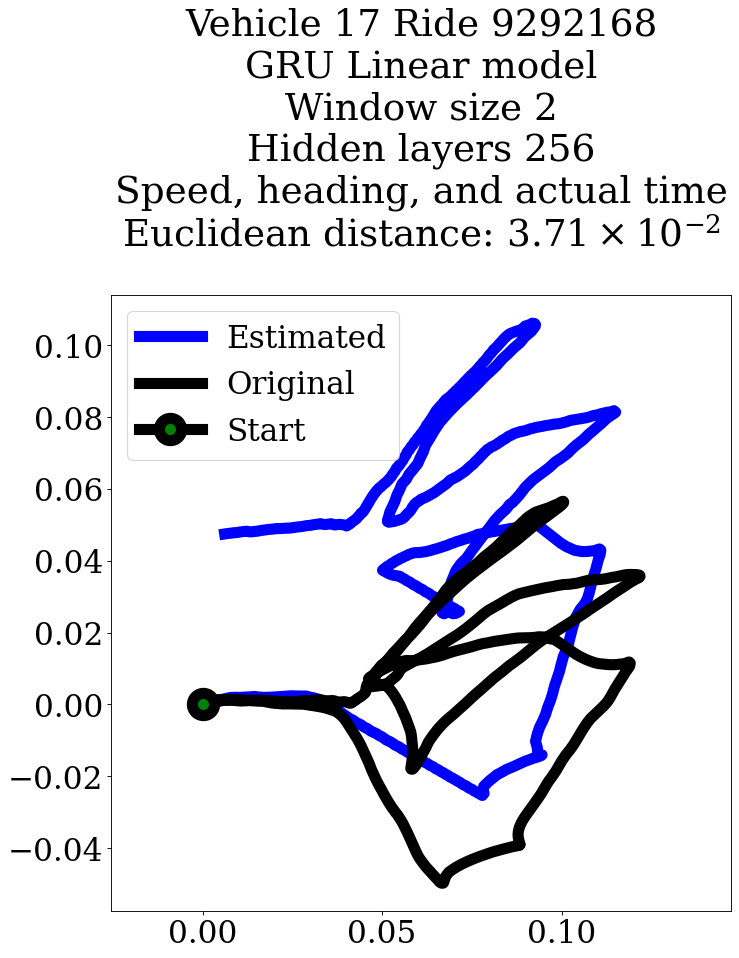 Vehicle 17 Ride 9292168
GRU Linear model
Window size 2
Hidden layers 256
Speed, heading, and actual time
Euclidean distance: 3.71 × 10⁻²
Estimated
Original
Start
0.10
0.08
0.06
0.04
0.02
0.00
−0.02
−0.04
0.00 0.05 0.10